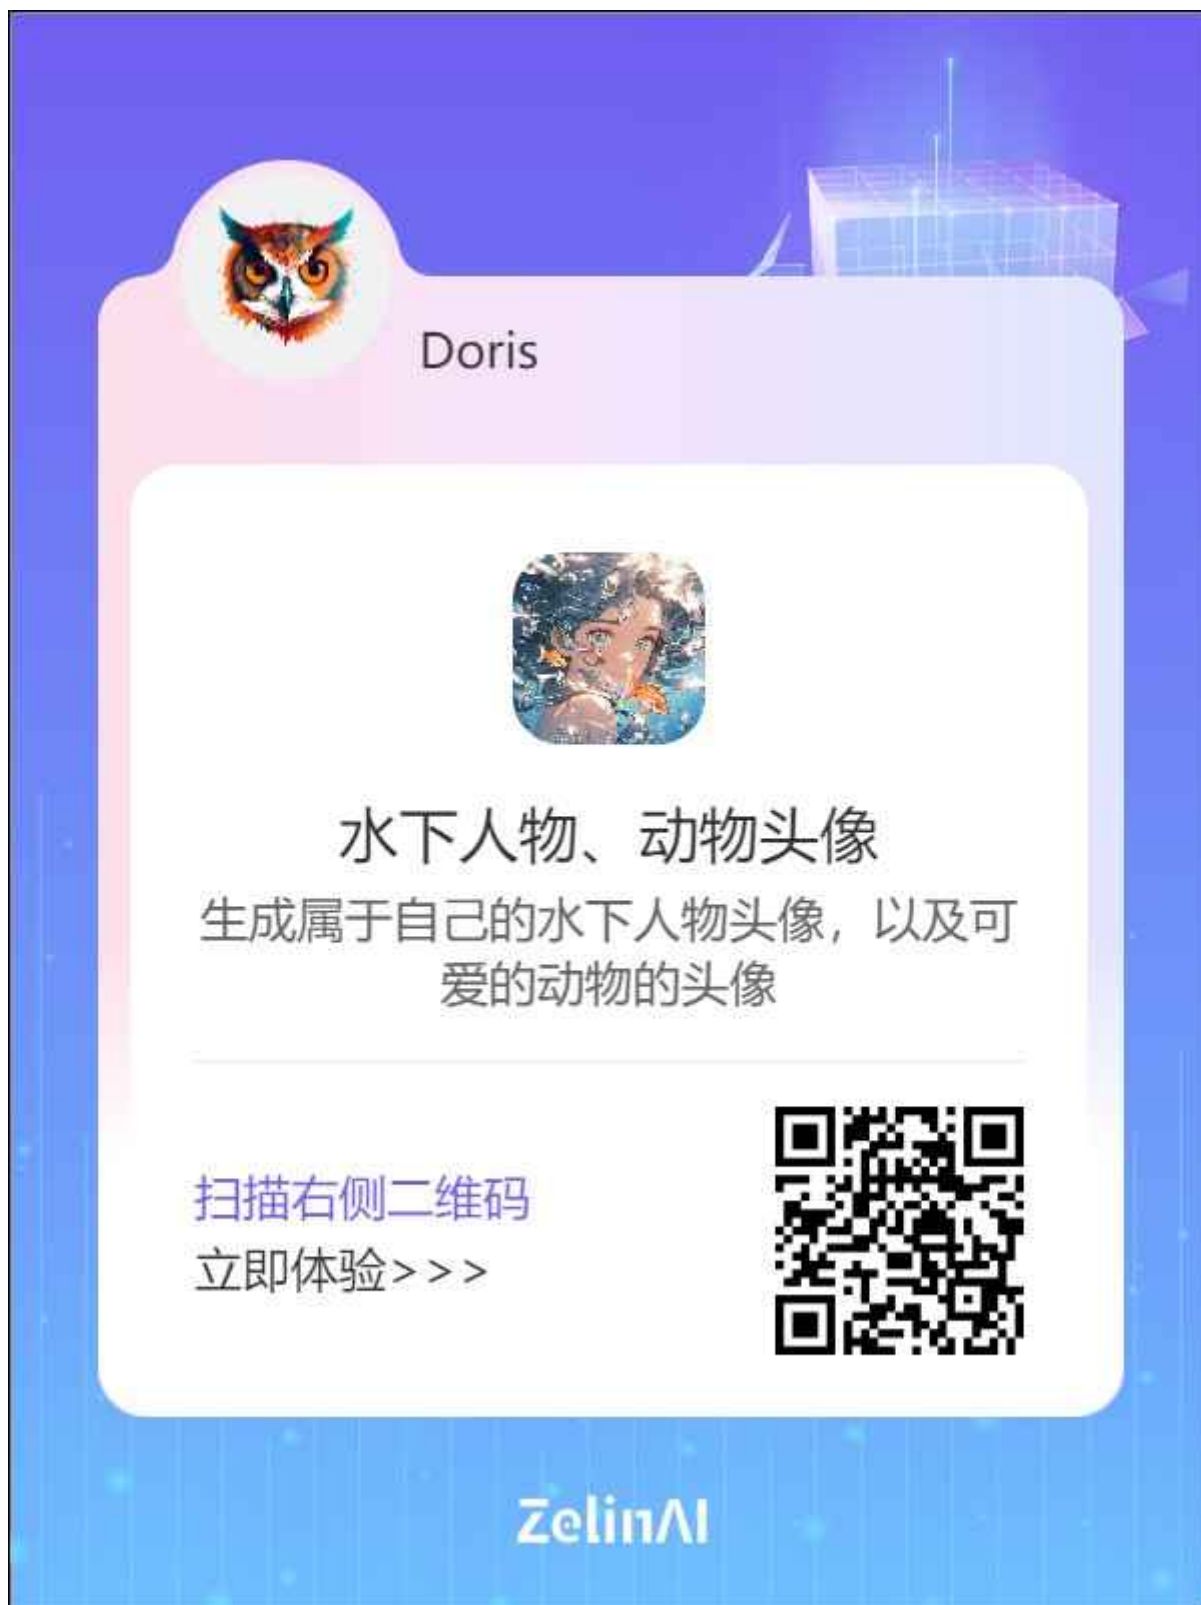 Doris
水下人物、动物头像
生成属于自己的水下人物头像，以及可
爱的动物的头像
扫描右侧二维码
立即体验>>>
ZelinAI